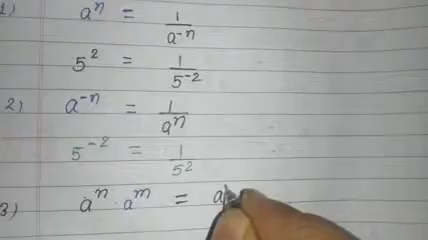 1) aⁿ = 1/a⁻ⁿ
5² = 1/5⁻²
2) a⁻ⁿ = 1/aⁿ
5⁻² = 1/5²
3) aⁿ · aᵐ = a